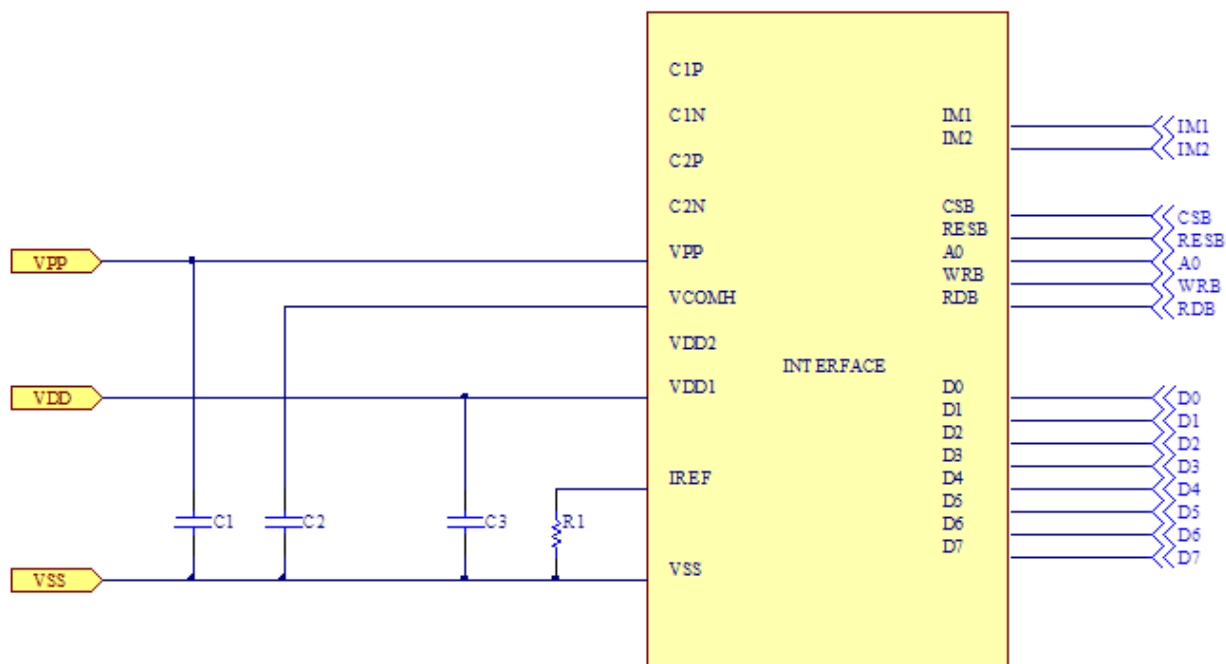 C1P
C1N
IM1
IM1
IM2
IM2
C2P
C2N
CSB
CSB
RESB
RESB
VPP
VPP
A0
A0
WRB
WRB
VCOMH
RDB
RDB
VDD2
INTERFACE
VDD
VDD1
D0
D0
D1
D1
D2
D2
D3
D3
IREF
D4
D4
C1
C2
C3
R1
D5
D5
D6
D6
D7
D7
VSS
VSS